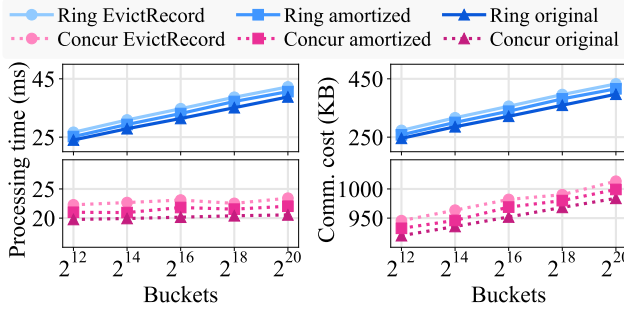 Ring EvictRecord Ring amortized Ring original
Concur EvictRecord Concur amortized Concur original
Processing time (ms)
45
25
25
20
2^12 2^14 2^16 2^18 2^20
Buckets
Comm. cost (KB)
450
250
1000
950
2^12 2^14 2^16 2^18 2^20
Buckets